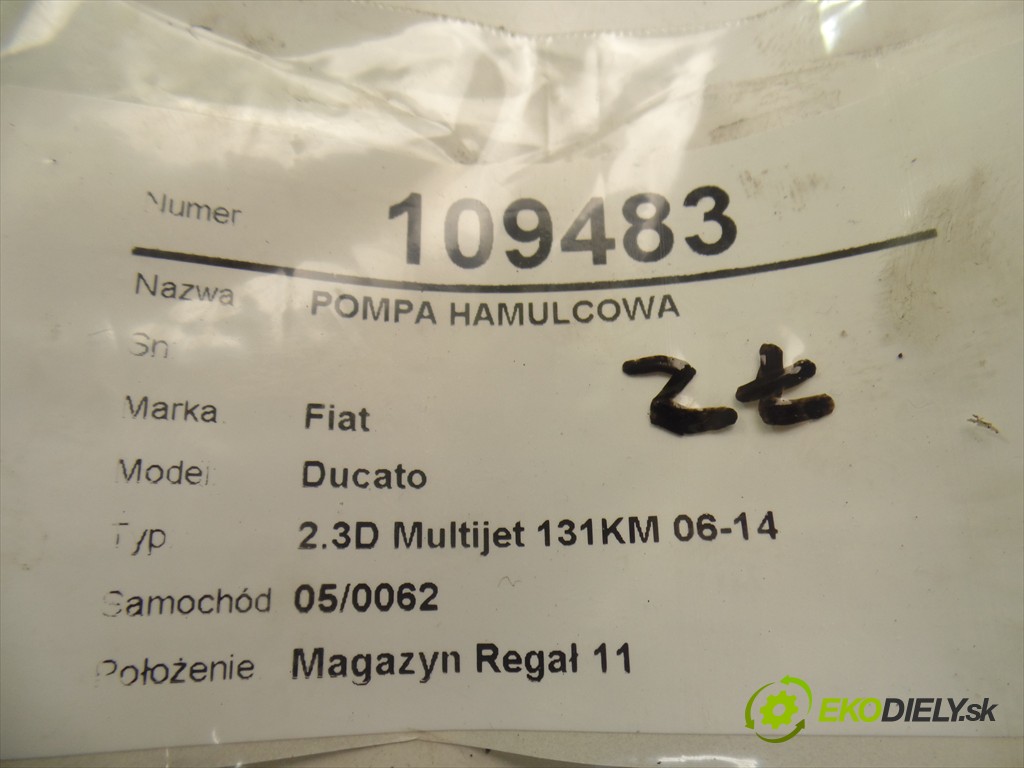 Numer 109483
Nazwa POMPA HAMULCOWA
Sn
Marka Fiat
Model Ducato
Typ 2.3D Multijet 131KM 06-14
Samochód 05/0062
Położenie Magazyn Regał 11
zł
EKODIELY.sk